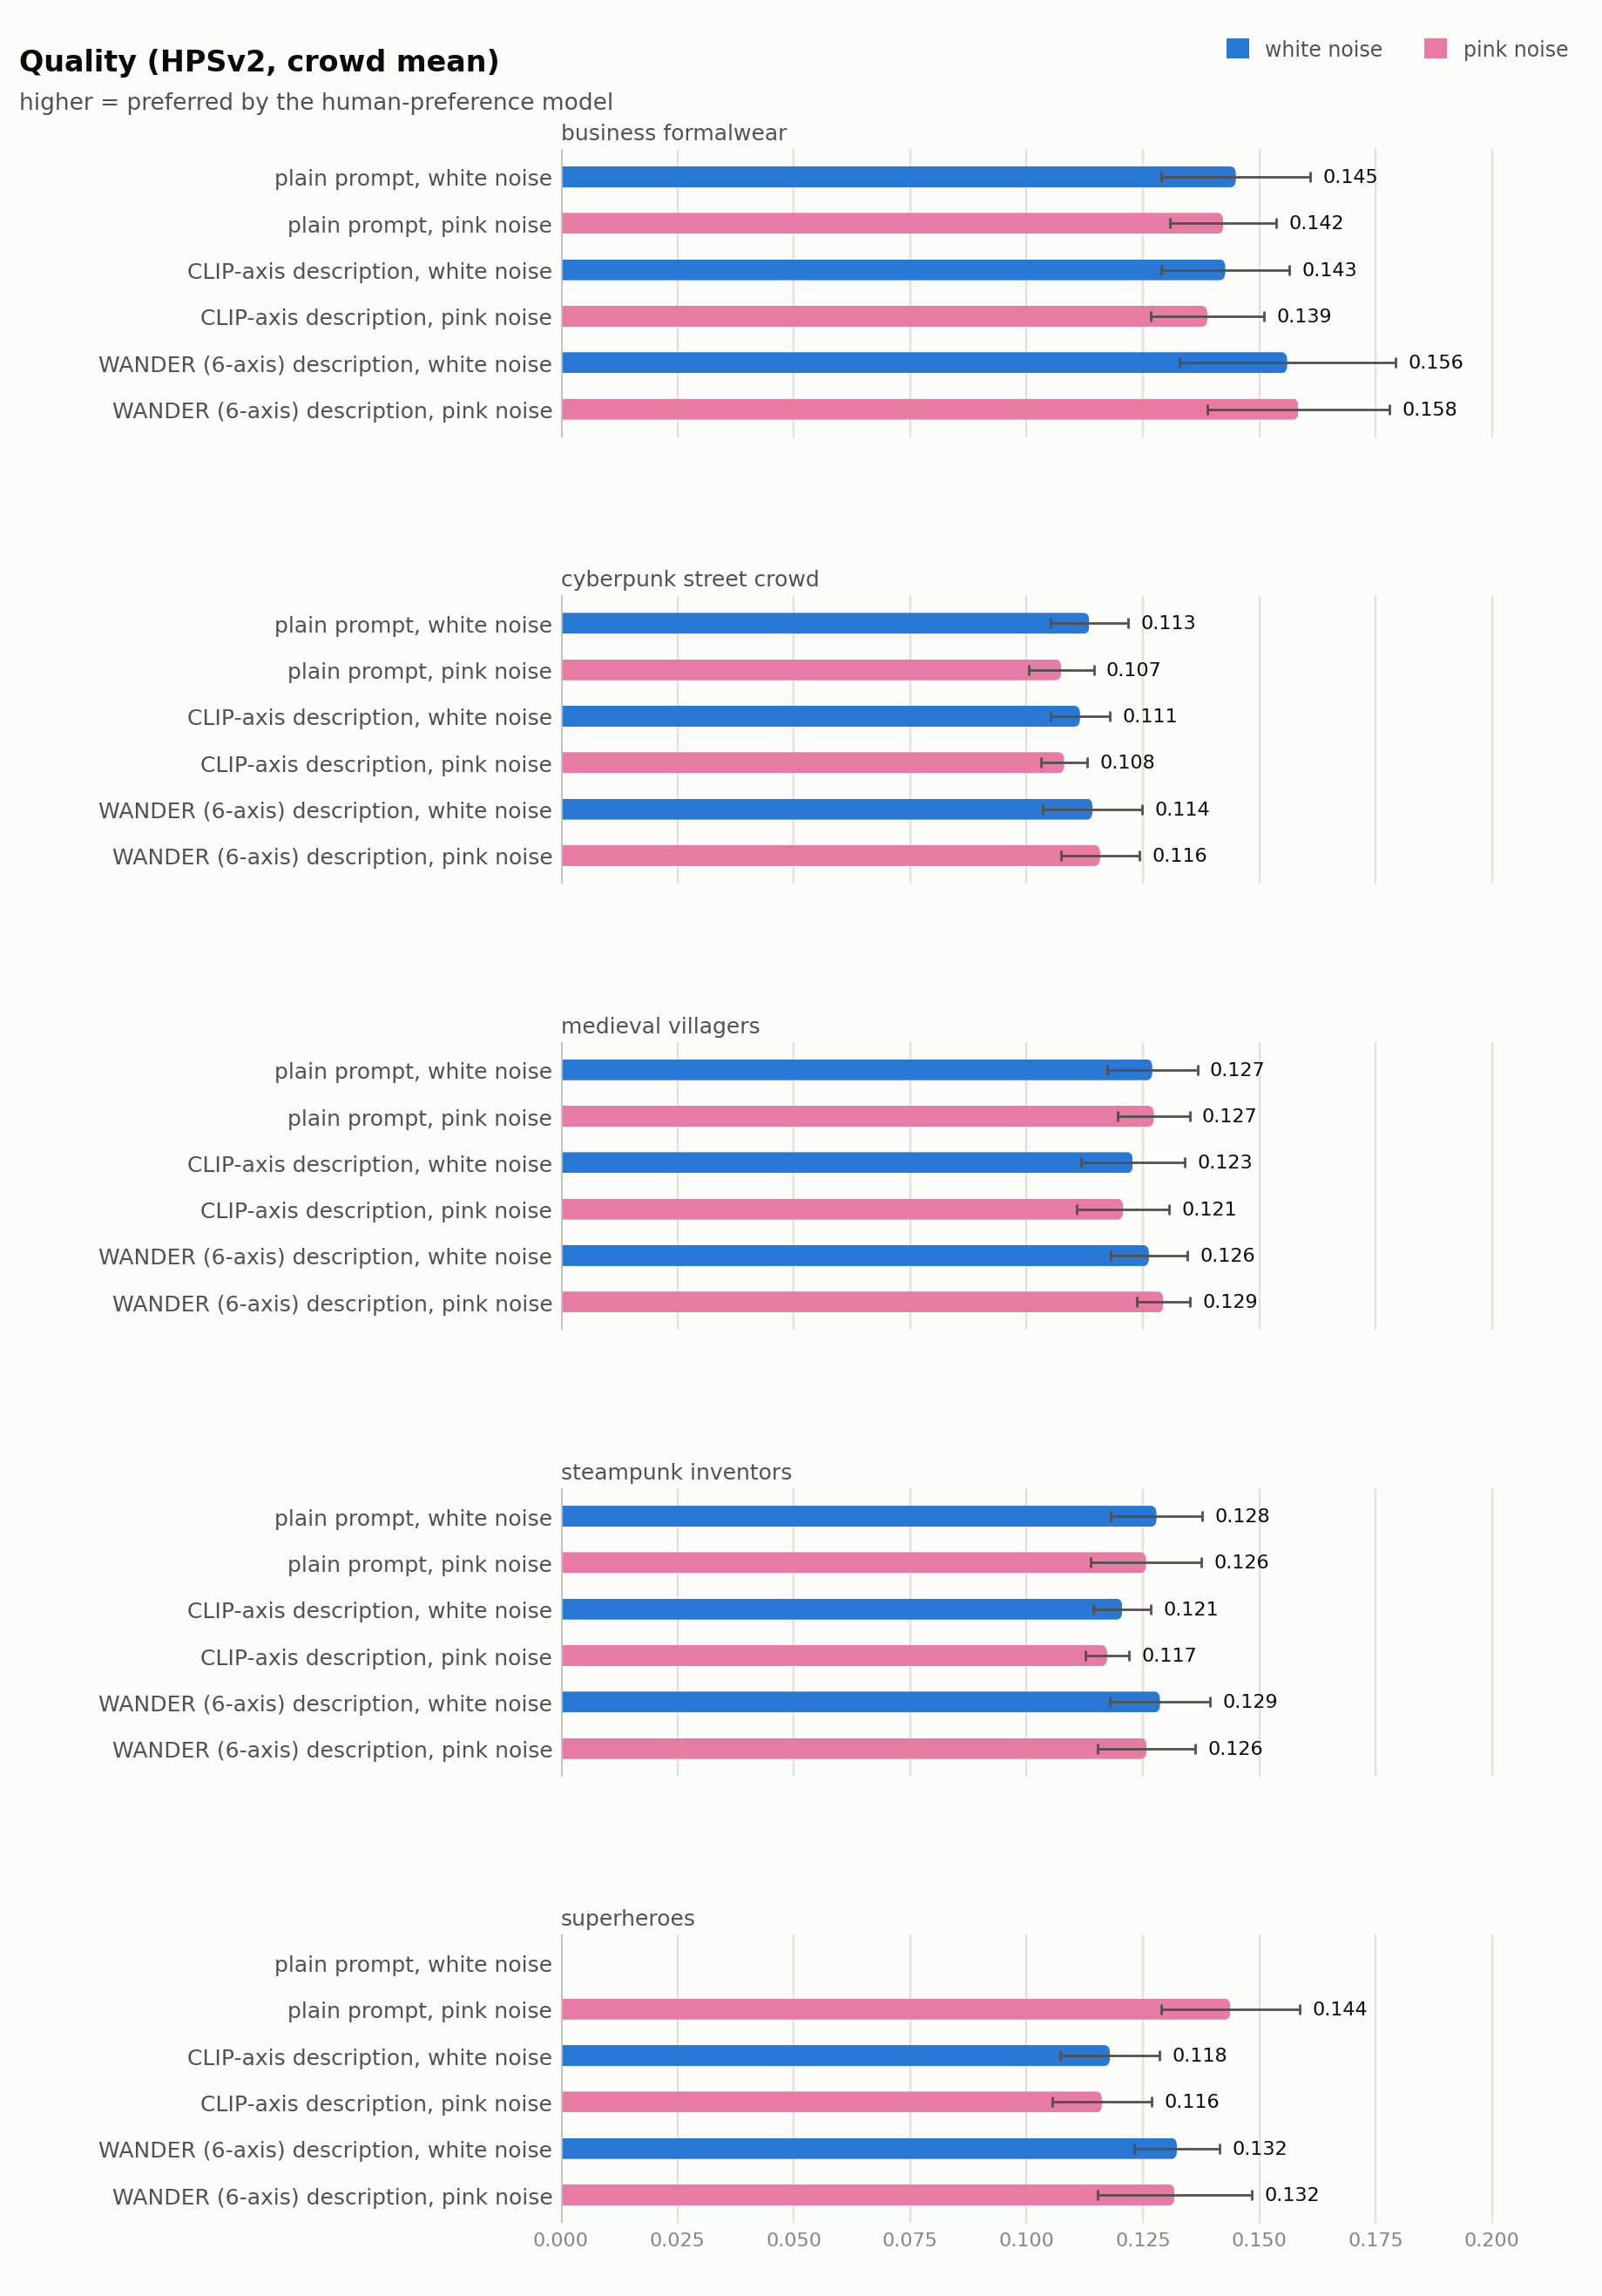 Quality (HPSv2, crowd mean)
white noise
pink noise
higher = preferred by the human-preference model
business formalwear
plain prompt, white noise 0.145
plain prompt, pink noise 0.142
CLIP-axis description, white noise 0.143
CLIP-axis description, pink noise 0.139
WANDER (6-axis) description, white noise 0.156
WANDER (6-axis) description, pink noise 0.158
cyberpunk street crowd
plain prompt, white noise 0.113
plain prompt, pink noise 0.107
CLIP-axis description, white noise 0.111
CLIP-axis description, pink noise 0.108
WANDER (6-axis) description, white noise 0.114
WANDER (6-axis) description, pink noise 0.116
medieval villagers
plain prompt, white noise 0.127
plain prompt, pink noise 0.127
CLIP-axis description, white noise 0.123
CLIP-axis description, pink noise 0.121
WANDER (6-axis) description, white noise 0.126
WANDER (6-axis) description, pink noise 0.129
steampunk inventors
plain prompt, white noise 0.128
plain prompt, pink noise 0.126
CLIP-axis description, white noise 0.121
CLIP-axis description, pink noise 0.117
WANDER (6-axis) description, white noise 0.129
WANDER (6-axis) description, pink noise 0.126
superheroes
plain prompt, white noise
plain prompt, pink noise 0.144
CLIP-axis description, white noise 0.118
CLIP-axis description, pink noise 0.116
WANDER (6-axis) description, white noise 0.132
WANDER (6-axis) description, pink noise 0.132
0.000 0.025 0.050 0.075 0.100 0.125 0.150 0.175 0.200